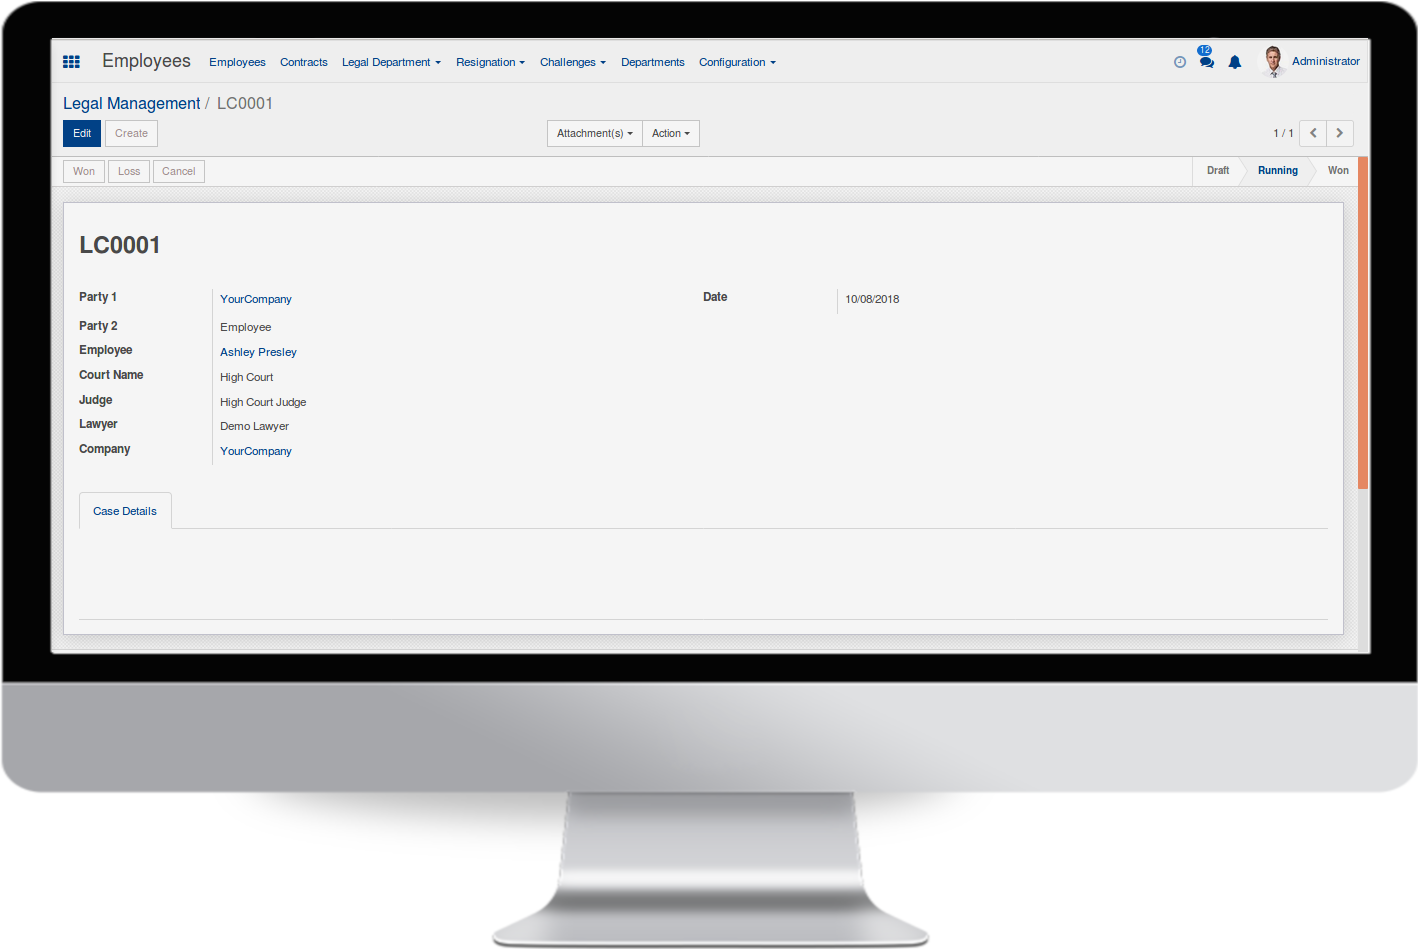 Employees Employees Contracts Legal Department Resignation Challenges Departments Configuration 12 Administrator
Legal Management / LC0001
Edit Create Attachment(s) Action 1 / 1
Won Loss Cancel Draft Running Won
LC0001
Party 1 YourCompany Date 10/08/2018
Party 2 Employee
Employee Ashley Presley
Court Name High Court
Judge High Court Judge
Lawyer Demo Lawyer
Company YourCompany
Case Details